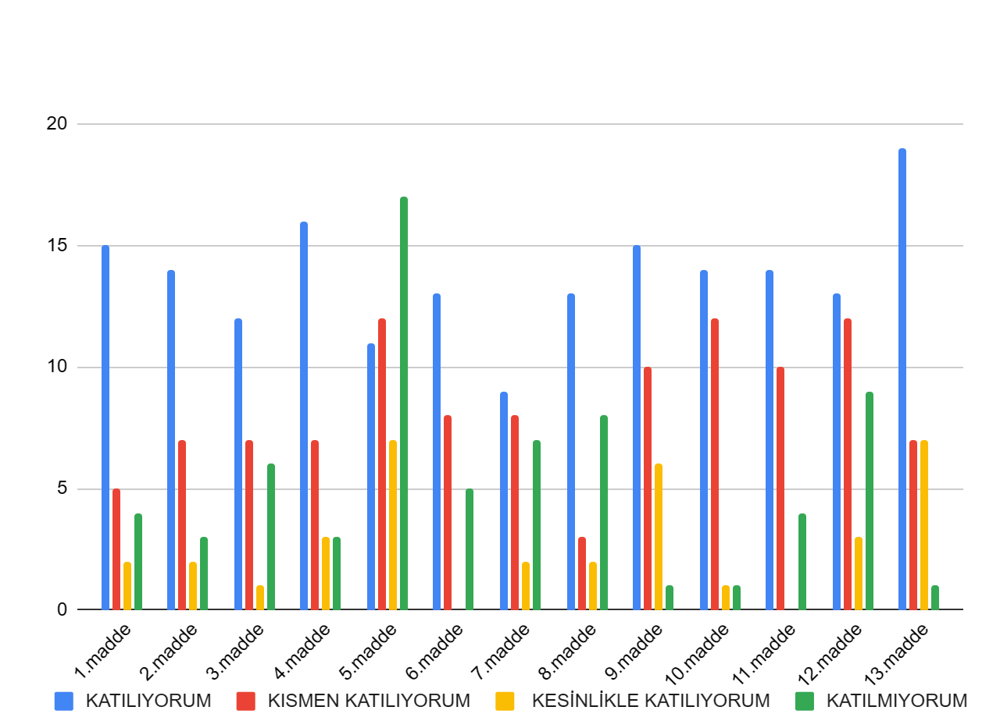 20
15
10
5
0
1.madde
2.madde
3.madde
4.madde
5.madde
6.madde
7.madde
8.madde
9.madde
10.madde
11.madde
12.madde
13.madde
KATILIYORUM
KISMEN KATILIYORUM
KESİNLİKLE KATILIYORUM
KATILMIYORUM